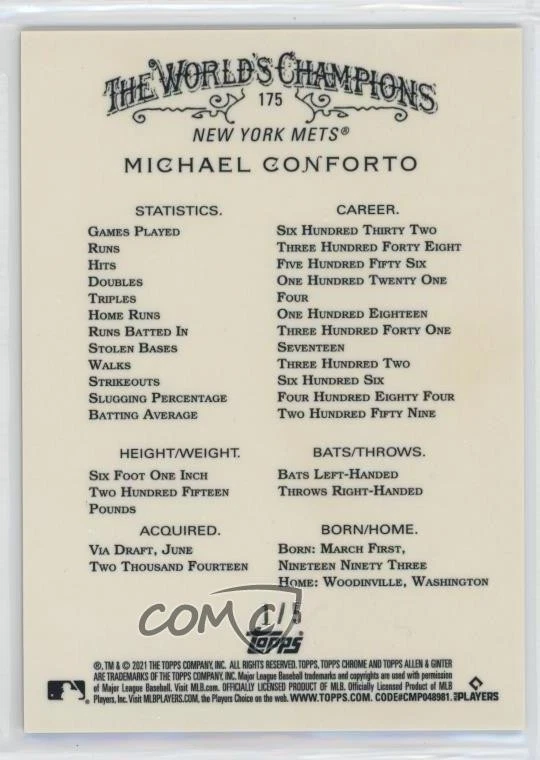 THE WORLD'S CHAMPIONS
175
NEW YORK METS®
MICHAEL CONFORTO
STATISTICS. CAREER.
GAMES PLAYED SIX HUNDRED THIRTY TWO
RUNS THREE HUNDRED FORTY EIGHT
HITS FIVE HUNDRED FIFTY SIX
DOUBLES ONE HUNDRED TWENTY ONE
TRIPLES FOUR
HOME RUNS ONE HUNDRED EIGHTEEN
RUNS BATTED IN THREE HUNDRED FORTY ONE
STOLEN BASES SEVENTEEN
WALKS THREE HUNDRED TWO
STRIKEOUTS SIX HUNDRED SIX
SLUGGING PERCENTAGE FOUR HUNDRED EIGHTY FOUR
BATTING AVERAGE TWO HUNDRED FIFTY NINE
HEIGHT/WEIGHT. BATS/THROWS.
SIX FOOT ONE INCH BATS LEFT-HANDED
TWO HUNDRED FIFTEEN THROWS RIGHT-HANDED
POUNDS
ACQUIRED. BORN/HOME.
VIA DRAFT, JUNE BORN: MARCH FIRST,
TWO THOUSAND FOURTEEN NINETEEN NINETY THREE
HOME: WOODINVILLE, WASHINGTON
COMC
1/5
TOPPS
®, TM & © 2021 THE TOPPS COMPANY, INC. ALL RIGHTS RESERVED. TOPPS, TOPPS CHROME AND TOPPS ALLEN & GINTER
ARE TRADEMARKS OF THE TOPPS COMPANY, INC. Major League Baseball trademarks and copyrights are used with permission
of Major League Baseball. Visit MLB.com. OFFICIALLY LICENSED PRODUCT OF MLB. Officially Licensed Product of MLB
Players, Inc. Visit MLBPLAYERS.COM, the Players Choice on the web. WWW.TOPPS.COM. CODE#CMP048981. PLAYERS